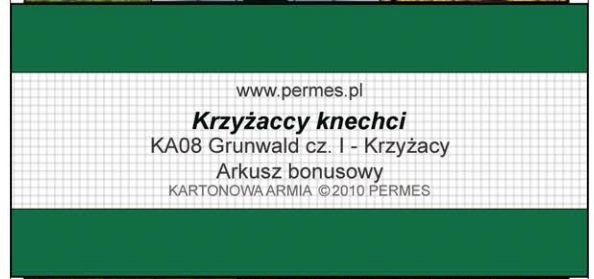 www.permes.pl
Krzyżaccy knechci
KA08 Grunwald cz. I - Krzyżacy
Arkusz bonusowy
KARTONOWA ARMIA ©2010 PERMES